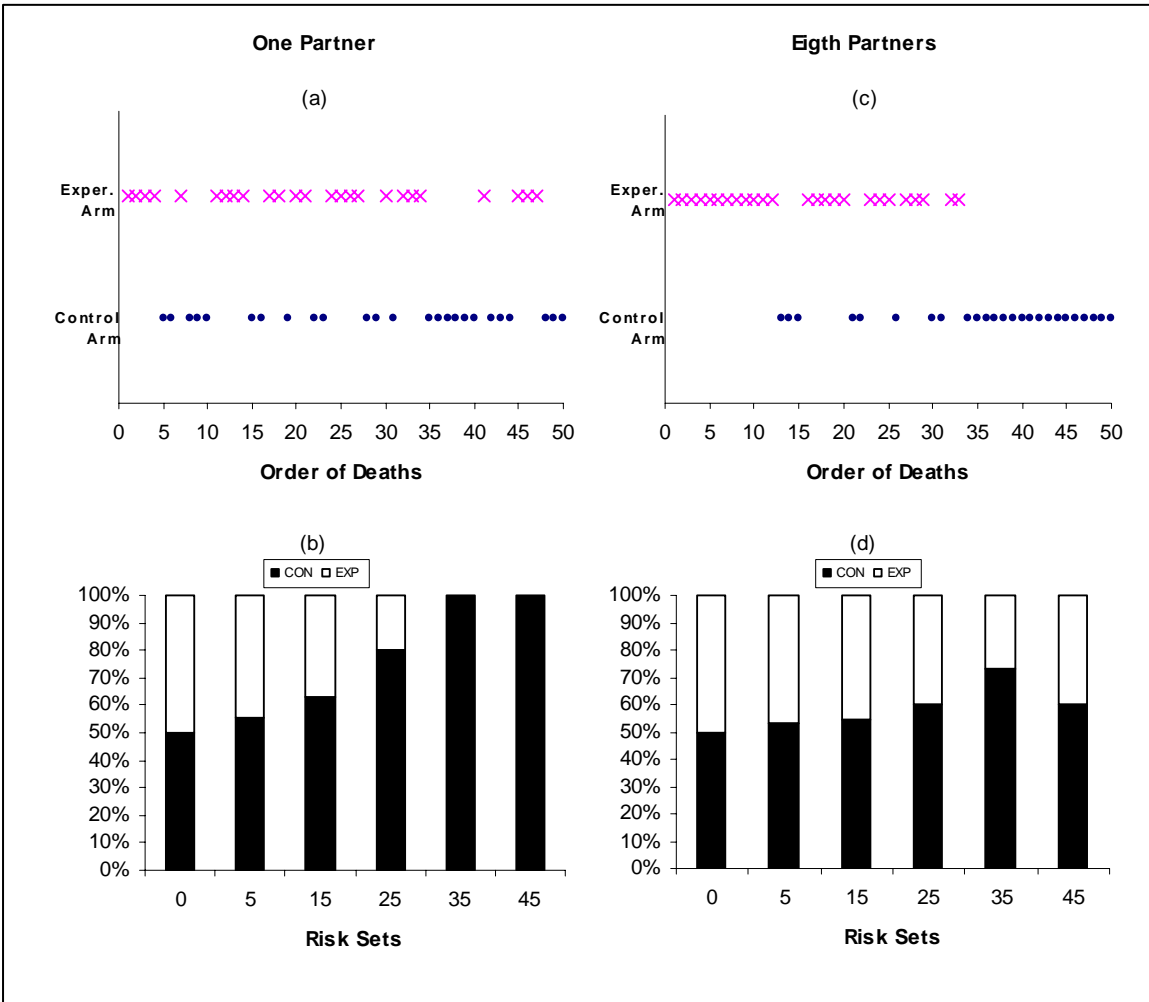 One Partner
Eigth Partners
(a)
(c)
Exper.
Arm
Control
Arm
0 5 10 15 20 25 30 35 40 45 50
Order of Deaths
Exper.
Arm
Control
Arm
0 5 10 15 20 25 30 35 40 45 50
Order of Deaths
(b)
CON EXP
100%
90%
80%
70%
60%
50%
40%
30%
20%
10%
0%
0 5 15 25 35 45
Risk Sets
(d)
CON EXP
100%
90%
80%
70%
60%
50%
40%
30%
20%
10%
0%
0 5 15 25 35 45
Risk Sets